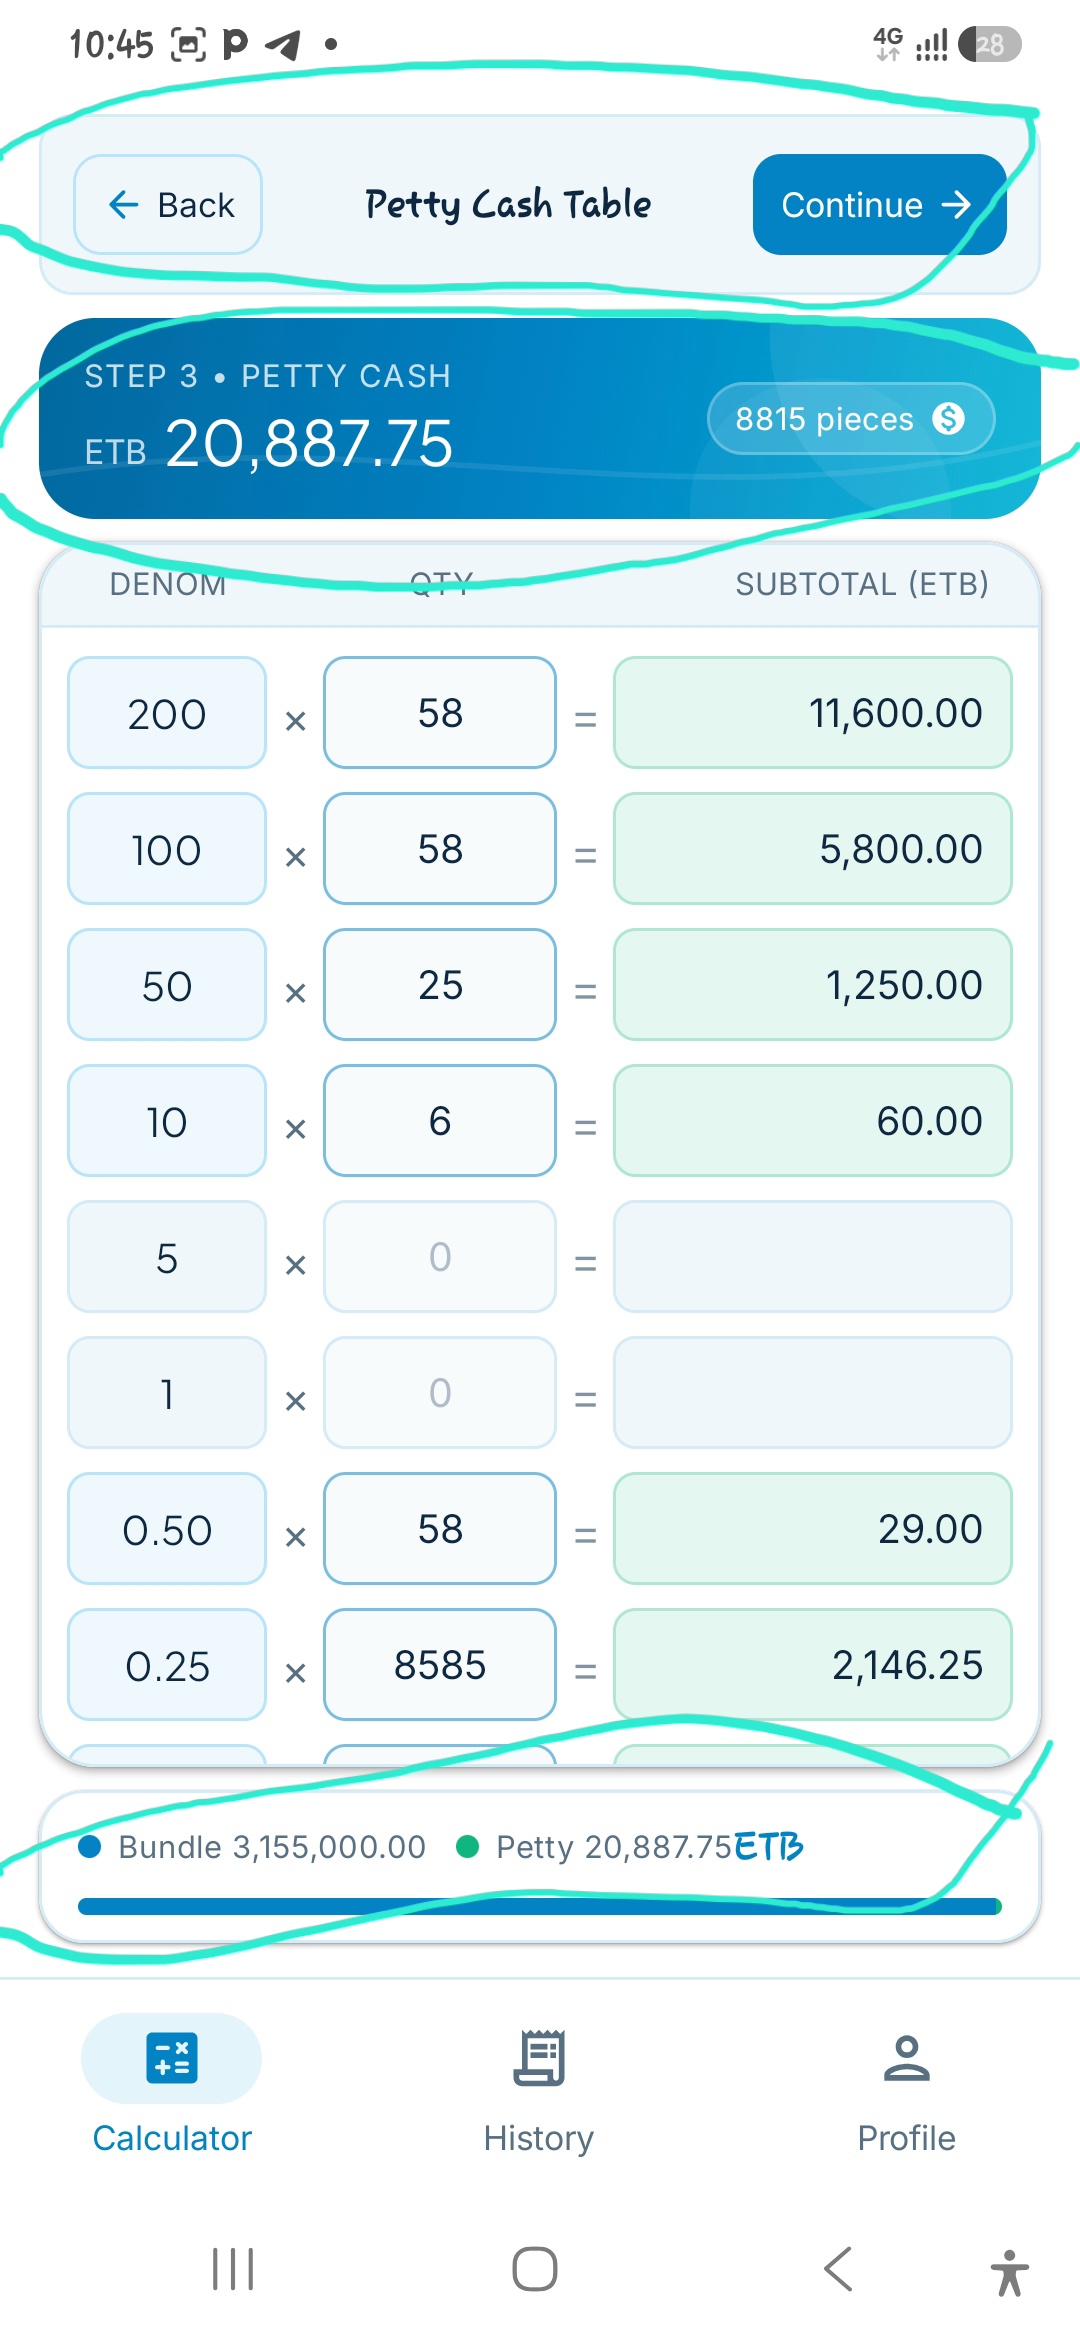 10:45 4G 28
Back Petty Cash Table Continue
STEP 3 • PETTY CASH
ETB 20,887.75
8815 pieces
DENOM QTY SUBTOTAL (ETB)
200 × 58 = 11,600.00
100 × 58 = 5,800.00
50 × 25 = 1,250.00
10 × 6 = 60.00
5 × 0 =
1 × 0 =
0.50 × 58 = 29.00
0.25 × 8585 = 2,146.25
Bundle 3,155,000.00 Petty 20,887.75ETB
Calculator History Profile